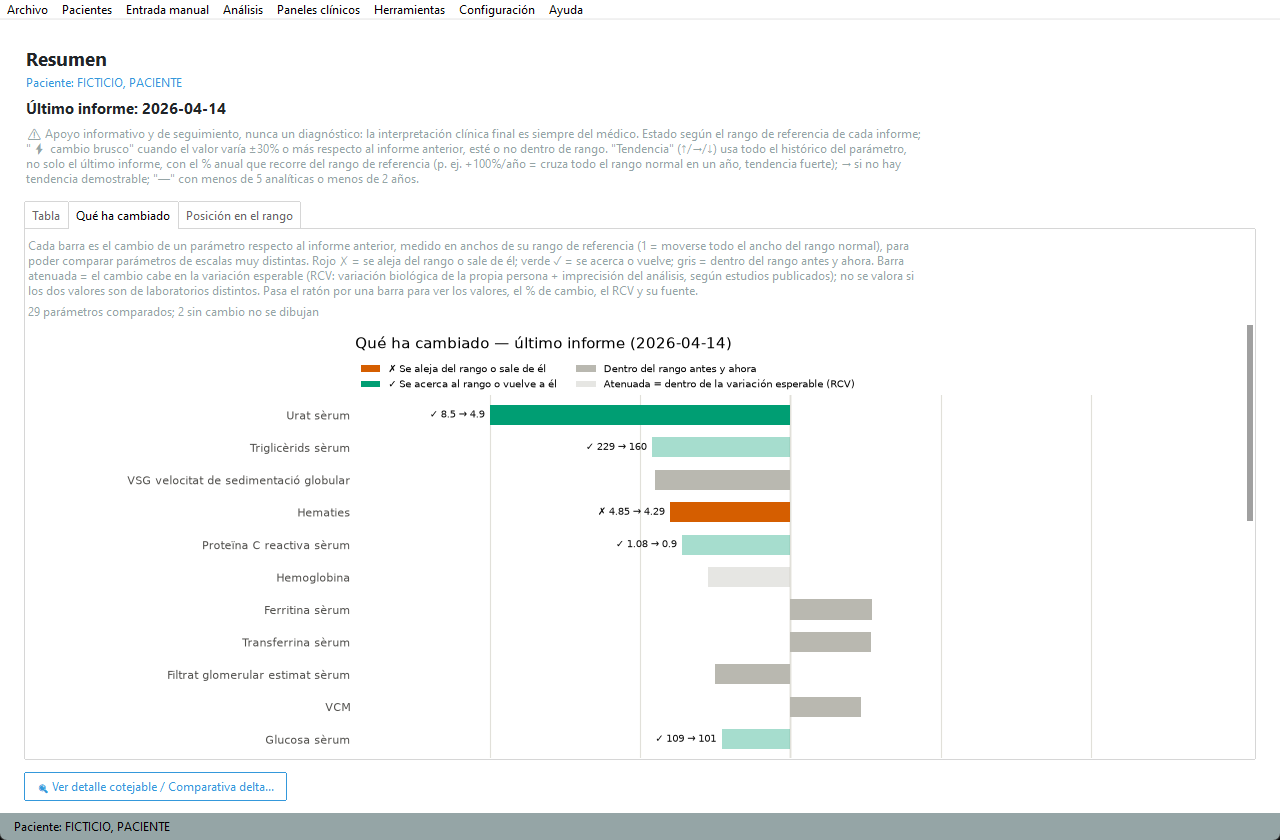 Archivo Pacientes Entrada manual Análisis Paneles clínicos Herramientas Configuración Ayuda
Resumen
Paciente: FICTICIO, PACIENTE
Último informe: 2026-04-14
⚠ Apoyo informativo y de seguimiento, nunca un diagnóstico: la interpretación clínica final es siempre del médico. Estado según el rango de referencia de cada informe;
"⚡ cambio brusco" cuando el valor varía ±30% o más respecto al informe anterior, esté o no dentro de rango. "Tendencia" (↑/→/↓) usa todo el histórico del parámetro,
no solo el último informe, con el % anual que recorre del rango de referencia (p. ej. +100%/año = cruza todo el rango normal en un año, tendencia fuerte); → si no hay
tendencia demostrable; "—" con menos de 5 analíticas o menos de 2 años.
Tabla Qué ha cambiado Posición en el rango
Cada barra es el cambio de un parámetro respecto al informe anterior, medido en anchos de su rango de referencia (1 = moverse todo el ancho del rango normal), para
poder comparar parámetros de escalas muy distintas. Rojo ✗ = se aleja del rango o sale de él; verde ✓ = se acerca o vuelve; gris = dentro del rango antes y ahora. Barra
atenuada = el cambio cabe en la variación esperable (RCV: variación biológica de la propia persona + imprecisión del análisis, según estudios publicados); no se valora si
los dos valores son de laboratorios distintos. Pasa el ratón por una barra para ver los valores, el % de cambio, el RCV y su fuente.
29 parámetros comparados; 2 sin cambio no se dibujan
Qué ha cambiado — último informe (2026-04-14)
✗ Se aleja del rango o sale de él Dentro del rango antes y ahora
✓ Se acerca al rango o vuelve a él Atenuada = dentro de la variación esperable (RCV)
Urat sèrum ✓ 8.5 → 4.9
Triglicèrids sèrum ✓ 229 → 160
VSG velocitat de sedimentació globular
Hematies ✗ 4.85 → 4.29
Proteïna C reactiva sèrum ✓ 1.08 → 0.9
Hemoglobina
Ferritina sèrum
Transferrina sèrum
Filtrat glomerular estimat sèrum
VCM
Glucosa sèrum ✓ 109 → 101
Ver detalle cotejable / Comparativa delta...
Paciente: FICTICIO, PACIENTE